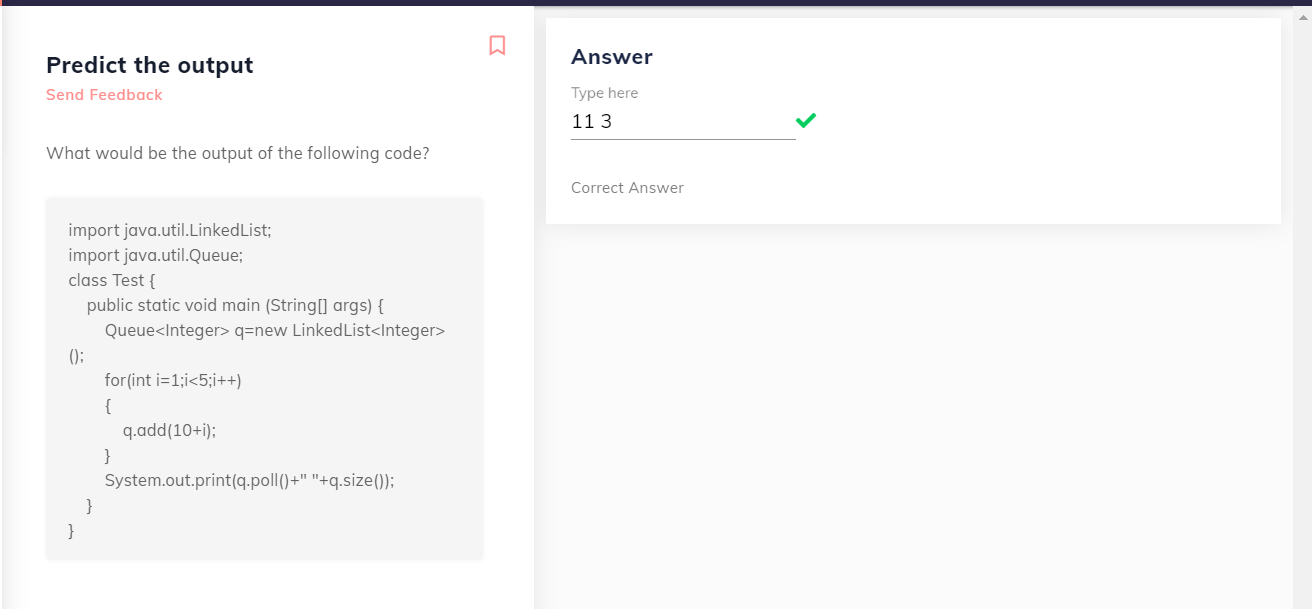 Predict the output
Send Feedback
What would be the output of the following code?
import java.util.LinkedList;
import java.util.Queue;
class Test {
    public static void main (String[] args) {
        Queue<Integer> q=new LinkedList<Integer>
();
        for(int i=1;i<5;i++)
        {
            q.add(10+i);
        }
        System.out.print(q.poll()+" "+q.size());
    }
}
Answer
Type here
11 3
Correct Answer